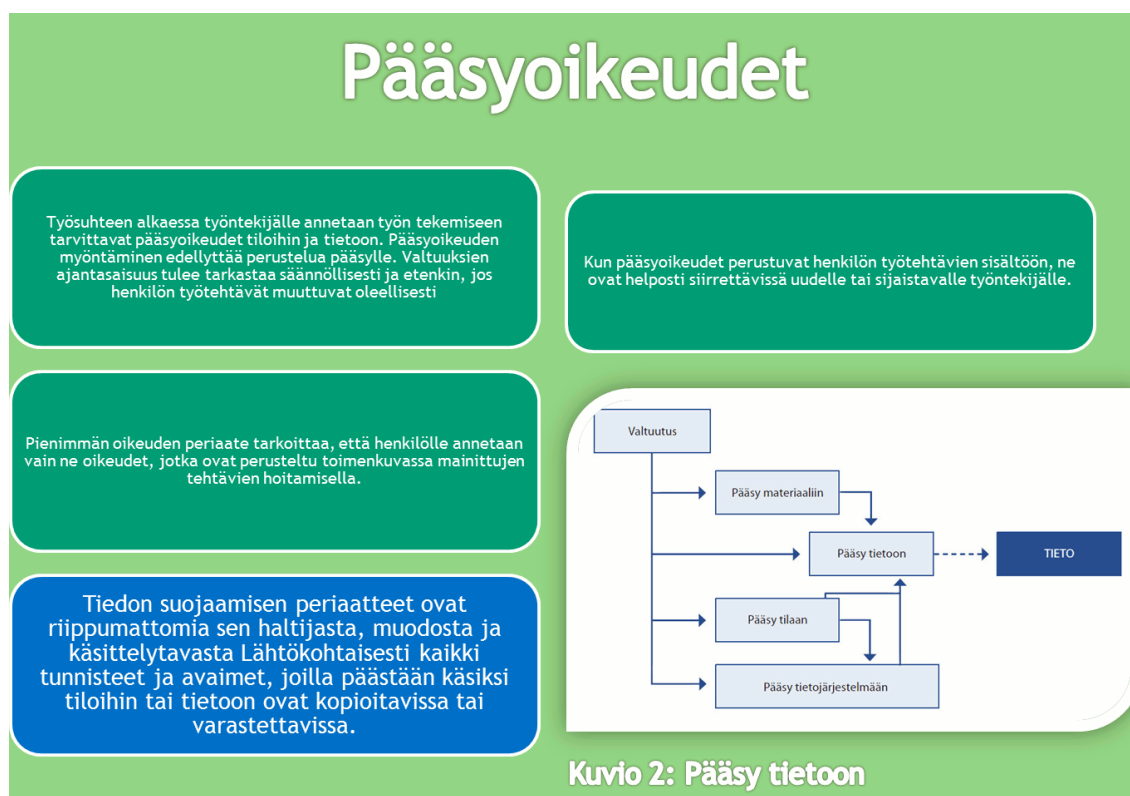 Pääsyoikeudet
Työsuhteen alkaessa työntekijälle annetaan työn tekemiseen
tarvittavat pääsyoikeudet tiloihin ja tietoon. Pääsyoikeuden
myöntäminen edellyttää perustelua pääsylle. Valtuuksien
ajantasaisuus tulee tarkastaa säännöllisesti ja etenkin, jos
henkilön työtehtävät muuttuvat oleellisesti
Kun pääsyoikeudet perustuvat henkilön työtehtävien sisältöön, ne
ovat helposti siirrettävissä uudelle tai sijaistavalle työntekijälle.
Pienimmän oikeuden periaate tarkoittaa, että henkilölle annetaan
vain ne oikeudet, jotka ovat perusteltu toimenkuvassa mainittujen
tehtävien hoitamisella.
Tiedon suojaamisen periaatteet ovat
riippumattomia sen haltijasta, muodosta ja
käsittelytavasta Lähtökohtaisesti kaikki
tunnisteet ja avaimet, joilla päästään käsiksi
tiloihin tai tietoon ovat kopioitavissa tai
varastettavissa.
Valtuutus
Pääsy materiaaliin
Pääsy tietoon
TIETO
Pääsy tilaan
Pääsy tietojärjestelmään
Kuvio 2: Pääsy tietoon